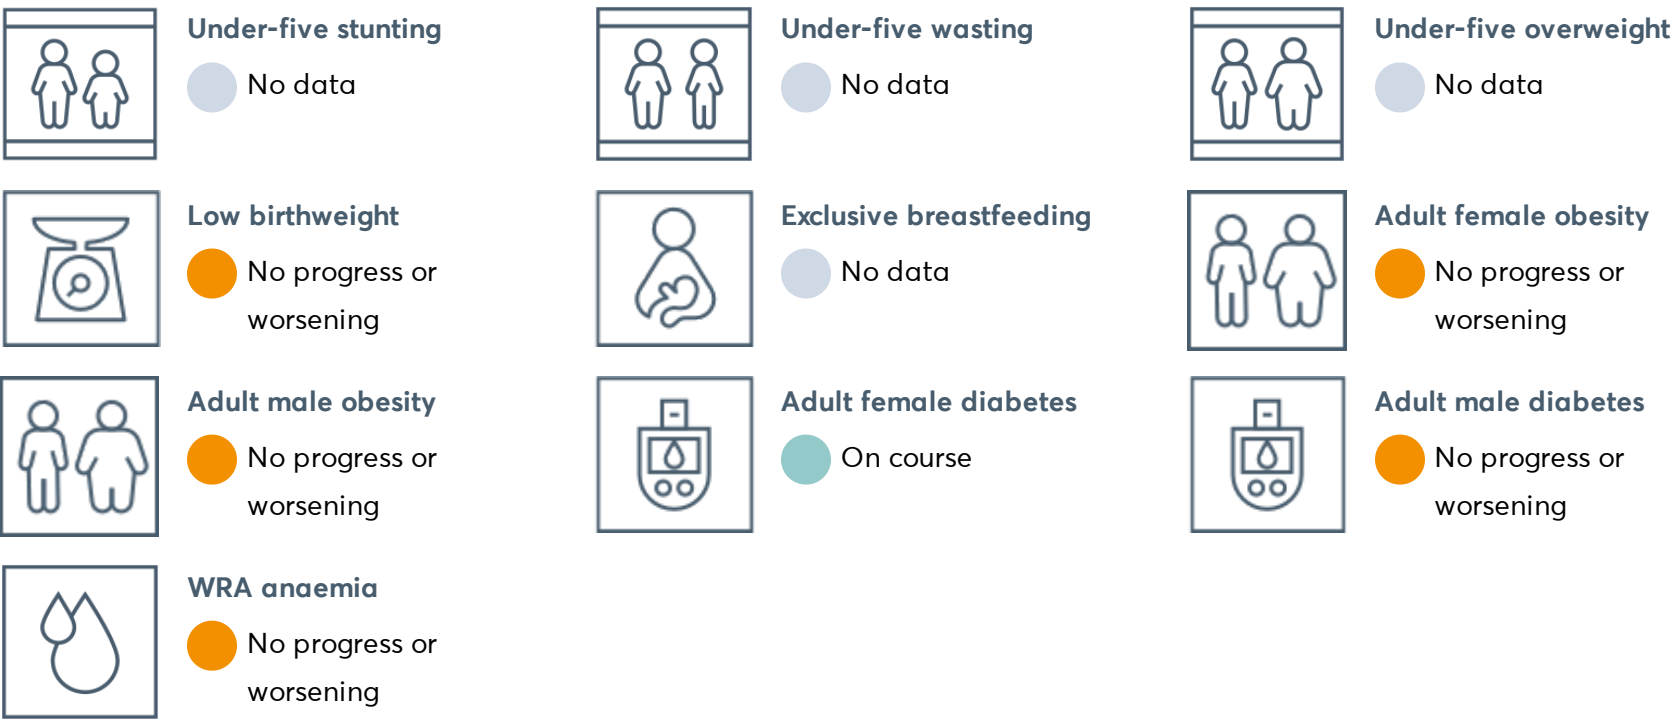 Under-five stunting
No data
Under-five wasting
No data
Under-five overweight
No data
Low birthweight
No progress or
worsening
Exclusive breastfeeding
No data
Adult female obesity
No progress or
worsening
Adult male obesity
No progress or
worsening
Adult female diabetes
On course
Adult male diabetes
No progress or
worsening
WRA anaemia
No progress or
worsening